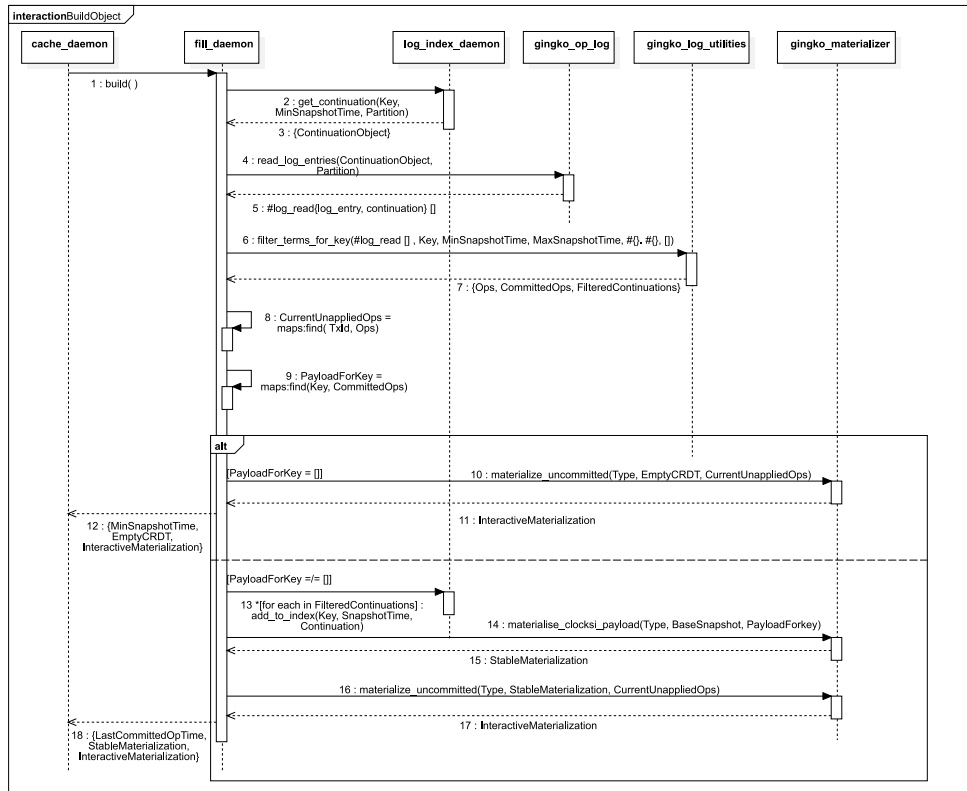 interactionBuildObject
cache_daemon
fill_daemon
log_index_daemon
gingko_op_log
gingko_log_utilities
gingko_materializer
1 : build( )
2 : get_continuation(Key,
MinSnapshotTime, Partition)
3 : {ContinuationObject}
4 : read_log_entries(ContinuationObject,
Partition)
5 : #log_read{log_entry, continuation} []
6 : filter_terms_for_key(#log_read [] , Key, MinSnapshotTime, MaxSnapshotTime, #{}. #{}, [])
7 : {Ops, CommittedOps, FilteredContinuations}
8 : CurrentUnappliedOps =
maps:find( TxId, Ops)
9 : PayloadForKey =
maps:find(Key, CommittedOps)
alt
[PayloadForKey = []]
10 : materialize_uncommitted(Type, EmptyCRDT, CurrentUnappliedOps)
11 : InteractiveMaterialization
12 : {MinSnapshotTime,
EmptyCRDT,
InteractiveMaterialization}
[PayloadForKey =/= []]
13 *[for each in FilteredContinuations] :
add_to_index(Key, SnapshotTime,
Continuation)
14 : materialise_clocksi_payload(Type, BaseSnapshot, PayloadForkey)
15 : StableMaterialization
16 : materialize_uncommitted(Type, StableMaterialization, CurrentUnappliedOps)
17 : InteractiveMaterialization
18 : {LastCommittedOpTime,
StableMaterialization,
InteractiveMaterialization}